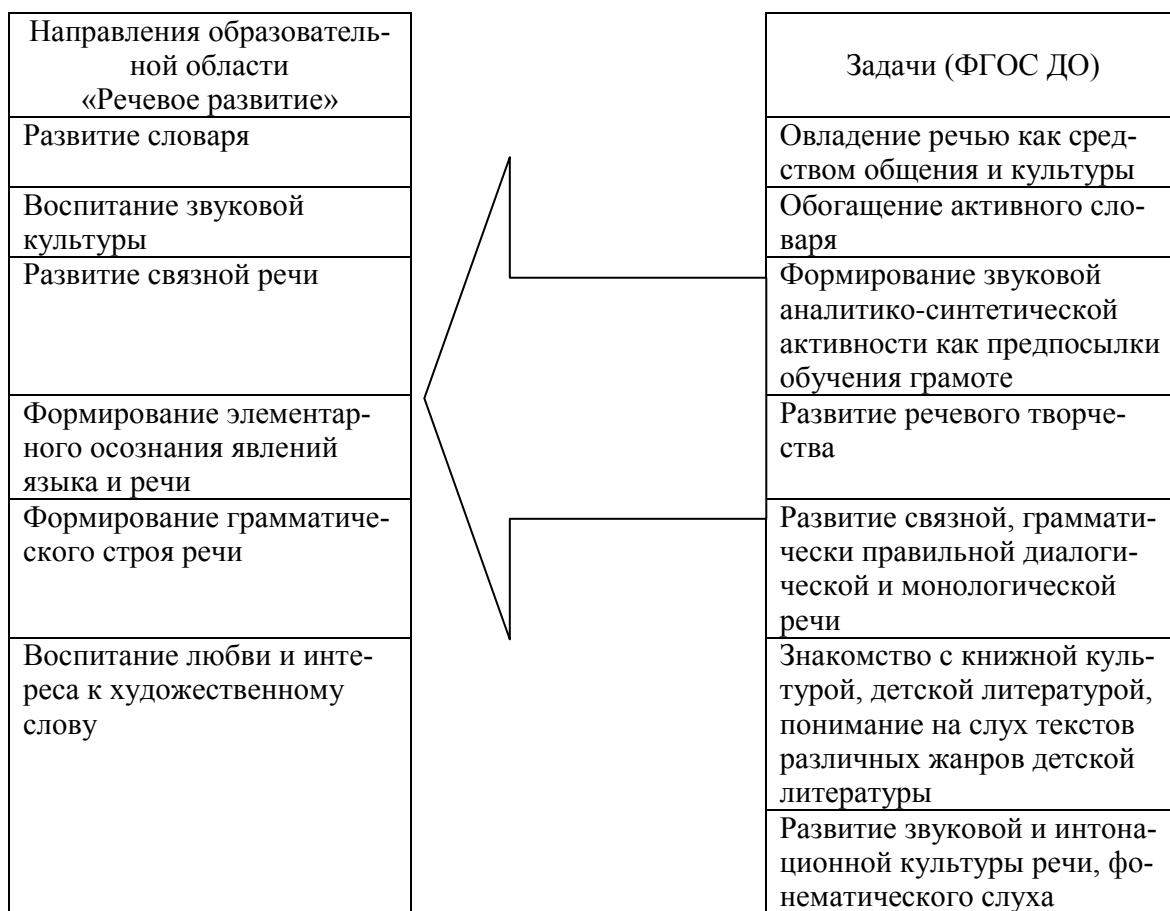 Направления образователь-
ной области
«Речевое развитие»
Развитие словаря
Воспитание звуковой
культуры
Развитие связной речи
Формирование элементар-
ного осознания явлений
языка и речи
Формирование грамматиче-
ского строя речи
Воспитание любви и инте-
реса к художественному
слову
Задачи (ФГОС ДО)
Овладение речью как сред-
ством общения и культуры
Обогащение активного сло-
варя
Формирование звуковой
аналитико-синтетической
активности как предпосылки
обучения грамоте
Развитие речевого творче-
ства
Развитие связной, граммати-
чески правильной диалоги-
ческой и монологической
речи
Знакомство с книжной куль-
турой, детской литературой,
понимание на слух текстов
различных жанров детской
литературы
Развитие звуковой и интона-
ционной культуры речи, фо-
нематического слуха